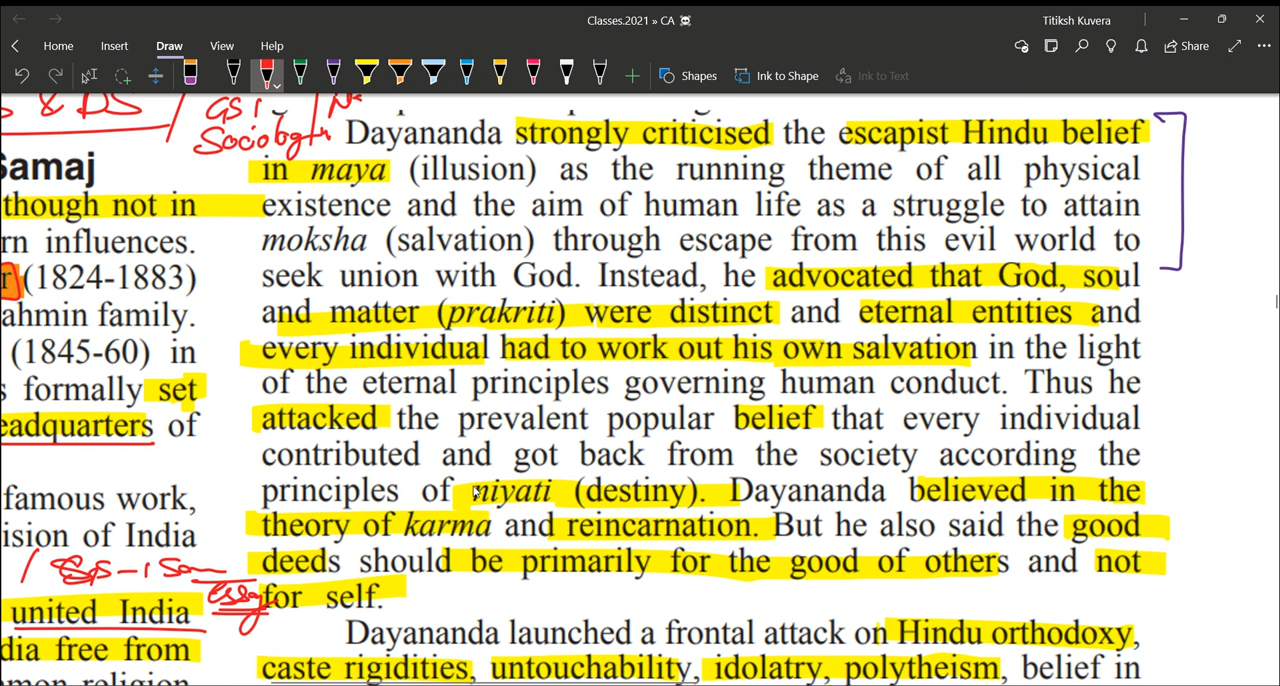 Classes.2021 » CA
Titiksh Kuvera
Home Insert Draw View Help
Share
Shapes
Ink to Shape
Ink to Text
& DS / GS 1 /
Sociology
Samaj
though not in
rn influences.
r (1824-1883)
ahmin family.
(1845-60) in
s formally set
eadquarters of
famous work,
ision of India
Essay
united India
dia free from
mon religion
Dayananda strongly criticised the escapist Hindu belief
in maya (illusion) as the running theme of all physical
existence and the aim of human life as a struggle to attain
moksha (salvation) through escape from this evil world to
seek union with God. Instead, he advocated that God, soul
and matter (prakriti) were distinct and eternal entities and
every individual had to work out his own salvation in the light
of the eternal principles governing human conduct. Thus he
attacked the prevalent popular belief that every individual
contributed and got back from the society according the
principles of niyati (destiny). Dayananda believed in the
theory of karma and reincarnation. But he also said the good
deeds should be primarily for the good of others and not
for self.
Dayananda launched a frontal attack on Hindu orthodoxy,
caste rigidities, untouchability, idolatry, polytheism, belief in